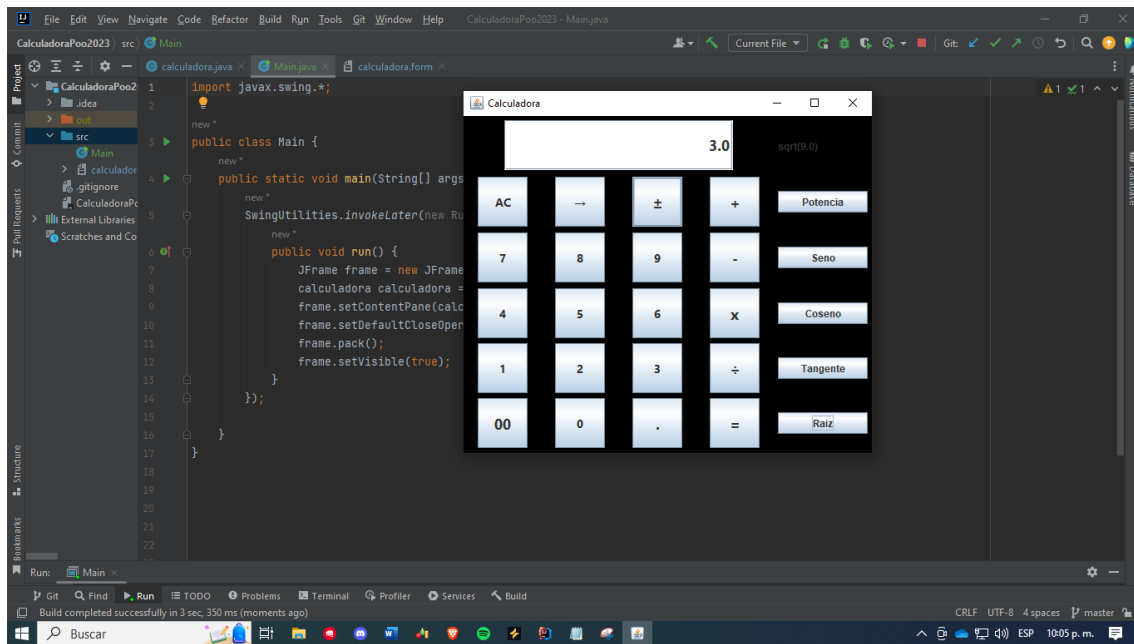 File Edit View Navigate Code Refactor Build Run Tools Git Window Help CalculadoraPoo2023 - Main.java
CalculadoraPoo2023 src Main
Current File
Git:
Project
calculadora.java
Main.java
calculadora.form
CalculadoraPoo2
.idea
out
src
Main
calculador
.gitignore
CalculadoraPo
External Libraries
Scratches and Co
Commit
Pull Requests
Structure
Bookmarks
Notifications
Database
1 import javax.swing.*;
2
new *
3 public class Main {
new *
4 public static void main(String[] args
new *
5 SwingUtilities.invokeLater(new Ru
new *
6 public void run() {
7 JFrame frame = new JFrame
8 calculadora calculadora =
9 frame.setContentPane(calc
10 frame.setDefaultCloseOper
11 frame.pack();
12 frame.setVisible(true);
13 }
14 });
15
16 }
17 }
18
19
20
21
22
1 1
Calculadora
3.0 sqrt(9.0)
AC → ± + Potencia
7 8 9 - Seno
4 5 6 x Coseno
1 2 3 ÷ Tangente
00 0 . = Raiz
Run: Main
Git Find Run TODO Problems Terminal Profiler Services Build
Build completed successfully in 3 sec, 350 ms (moments ago)
CRLF UTF-8 4 spaces master
Buscar
ESP 10:05 p. m.